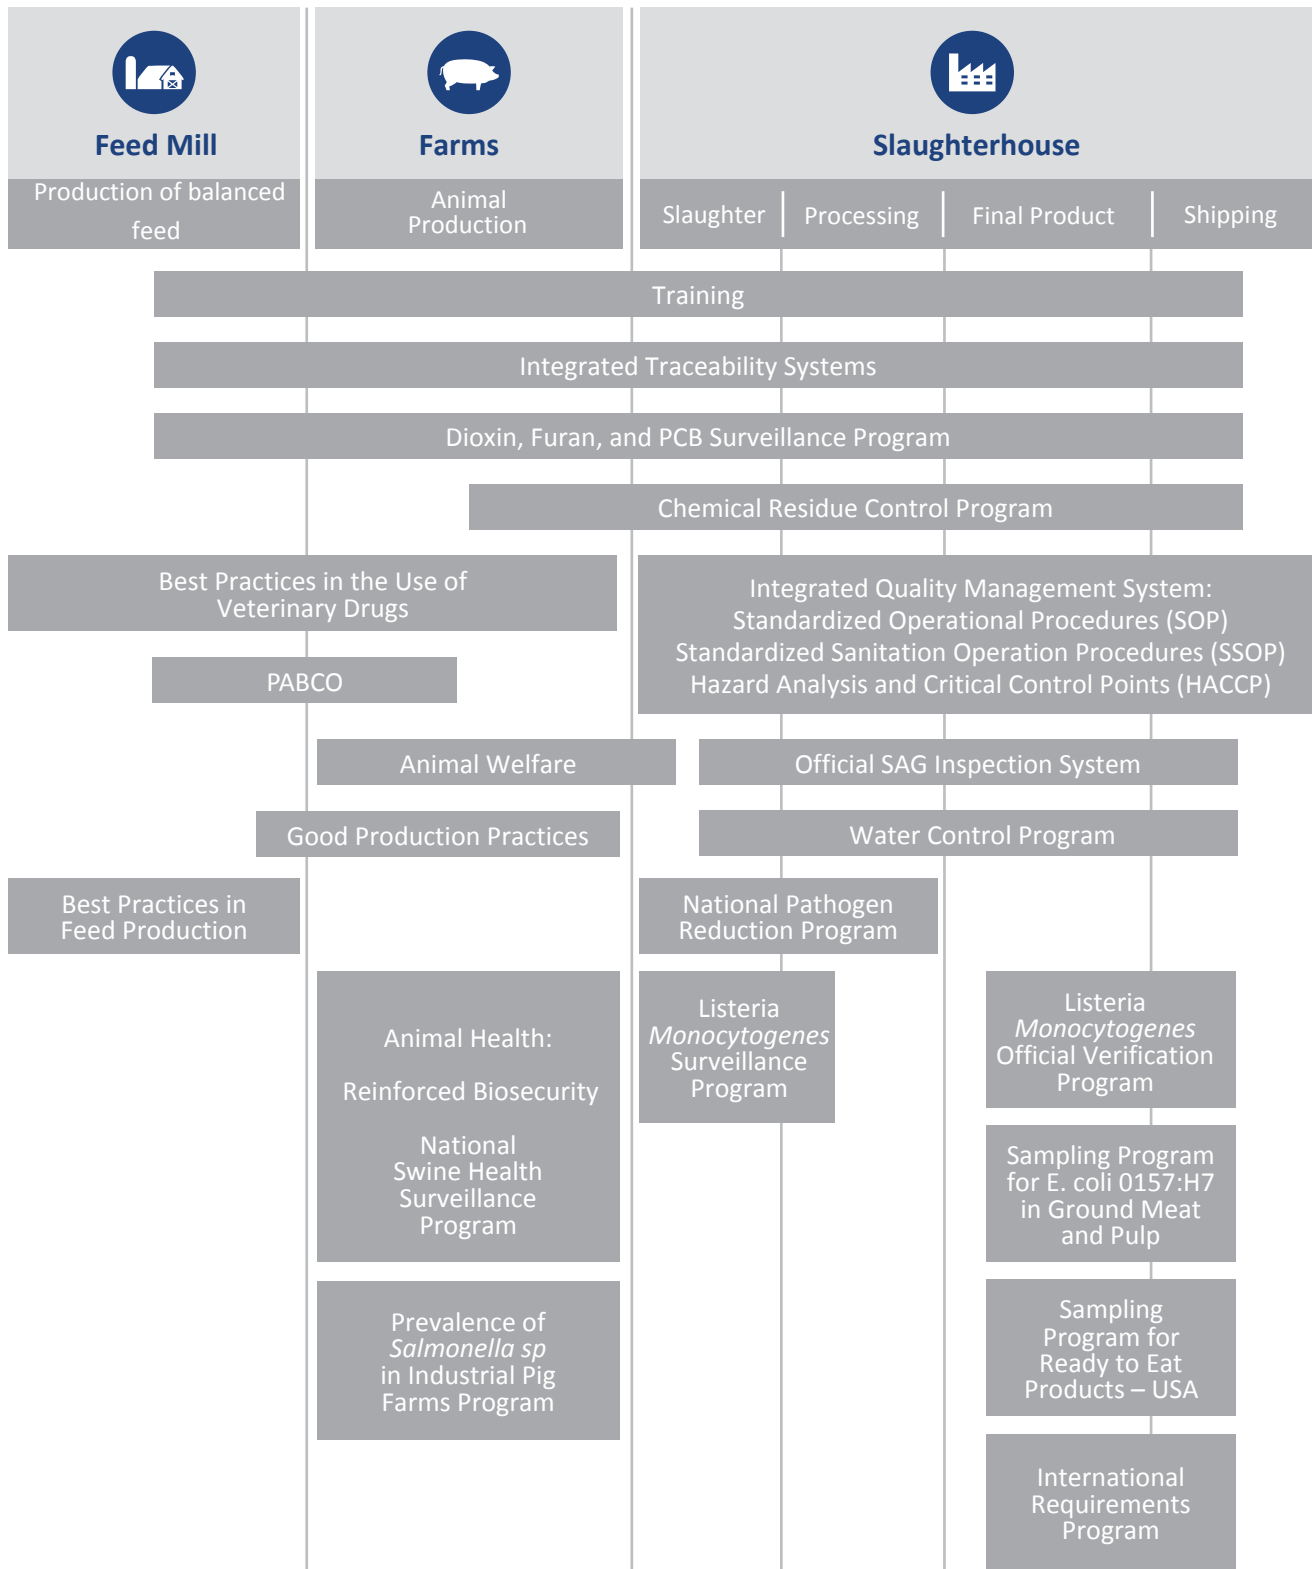 Feed Mill
Farms
Slaughterhouse
Production of balanced
feed
Animal
Production
Slaughter
Processing
Final Product
Shipping
Training
Integrated Traceability Systems
Dioxin, Furan, and PCB Surveillance Program
Chemical Residue Control Program
Best Practices in the Use of
Veterinary Drugs
Integrated Quality Management System:
Standardized Operational Procedures (SOP)
Standardized Sanitation Operation Procedures (SSOP)
Hazard Analysis and Critical Control Points (HACCP)
PABCO
Animal Welfare
Official SAG Inspection System
Good Production Practices
Water Control Program
Best Practices in
Feed Production
National Pathogen
Reduction Program
Animal Health:
Reinforced Biosecurity
National
Swine Health
Surveillance
Program
Listeria
Monocytogenes
Surveillance
Program
Listeria
Monocytogenes
Official Verification
Program
Sampling Program
for E. coli 0157:H7
in Ground Meat
and Pulp
Prevalence of
Salmonella sp
in Industrial Pig
Farms Program
Sampling
Program for
Ready to Eat
Products – USA
International
Requirements
Program